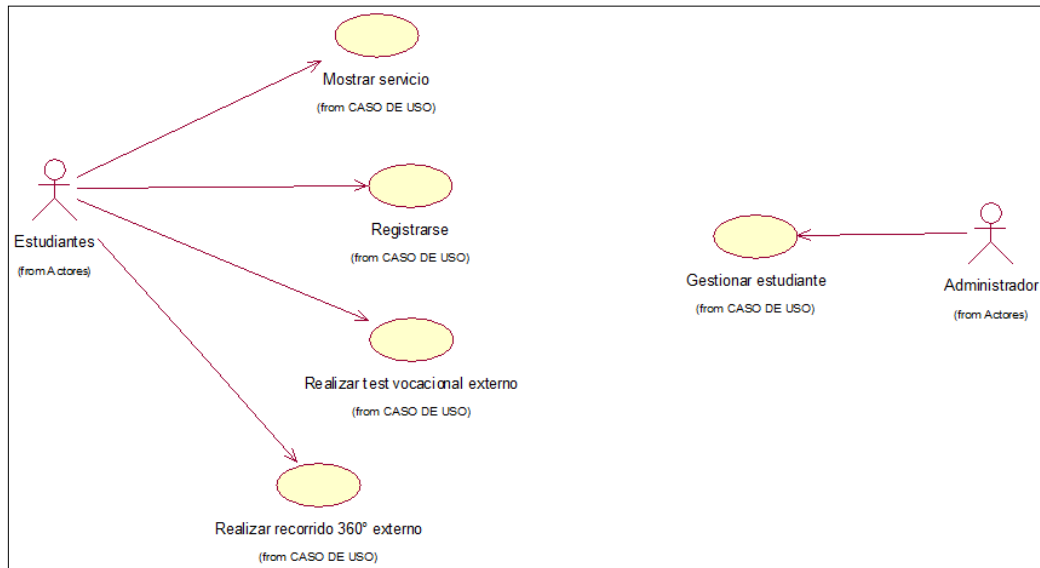 Mostrar servicio
(from CASO DE USO)
Estudiantes
(from Actores)
Registrarse
(from CASO DE USO)
Gestionar estudiante
(from CASO DE USO)
Administrador
(from Actores)
Realizar test vocacional externo
(from CASO DE USO)
Realizar recorrido 360° externo
(from CASO DE USO)